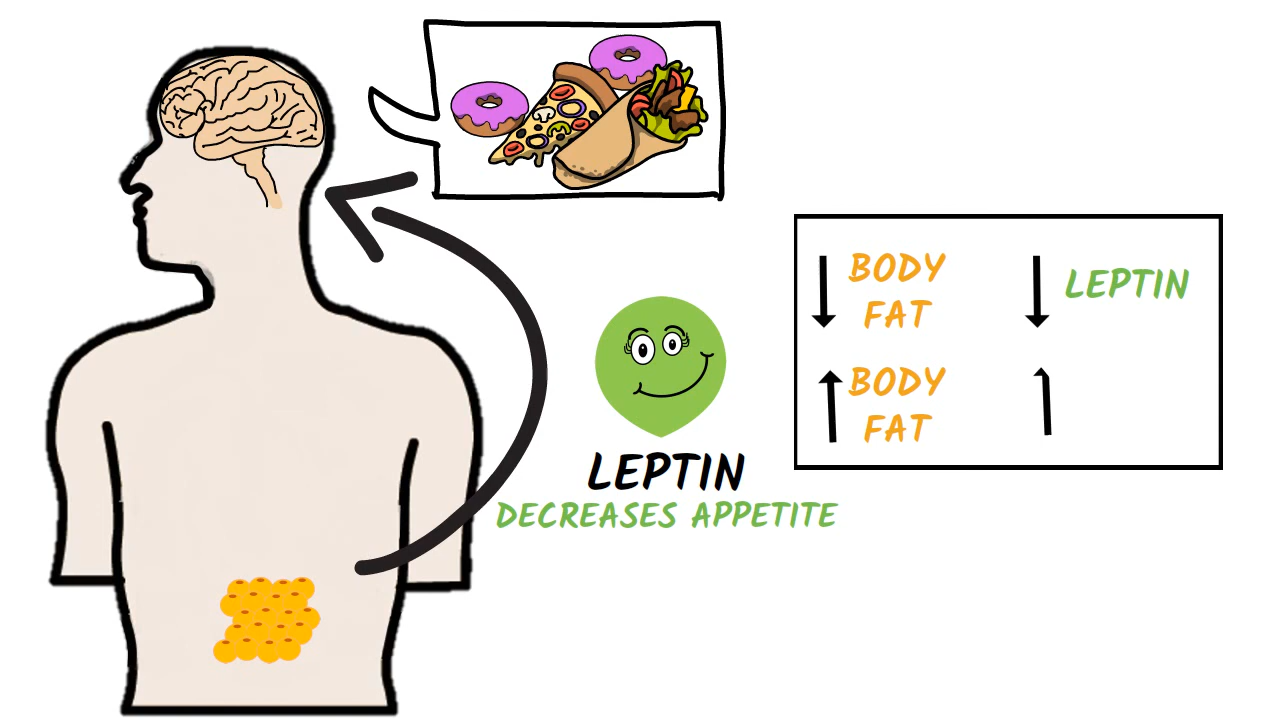 LEPTIN
DECREASES APPETITE
BODY
FAT
LEPTIN
BODY
FAT